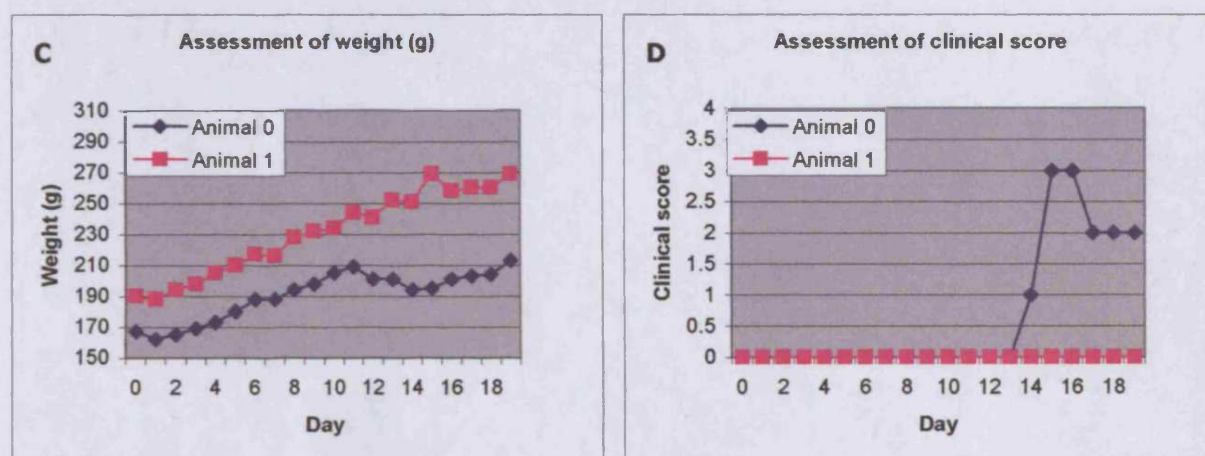 C
Assessment of weight (g)
310
290
270
250
230
210
190
170
150
Animal 0
Animal 1
Weight (g)
0 2 4 6 8 10 12 14 16 18
Day
D
Assessment of clinical score
4
3.5
3
2.5
2
1.5
1
0.5
0
Animal 0
Animal 1
Clinical score
0 2 4 6 8 10 12 14 16 18
Day